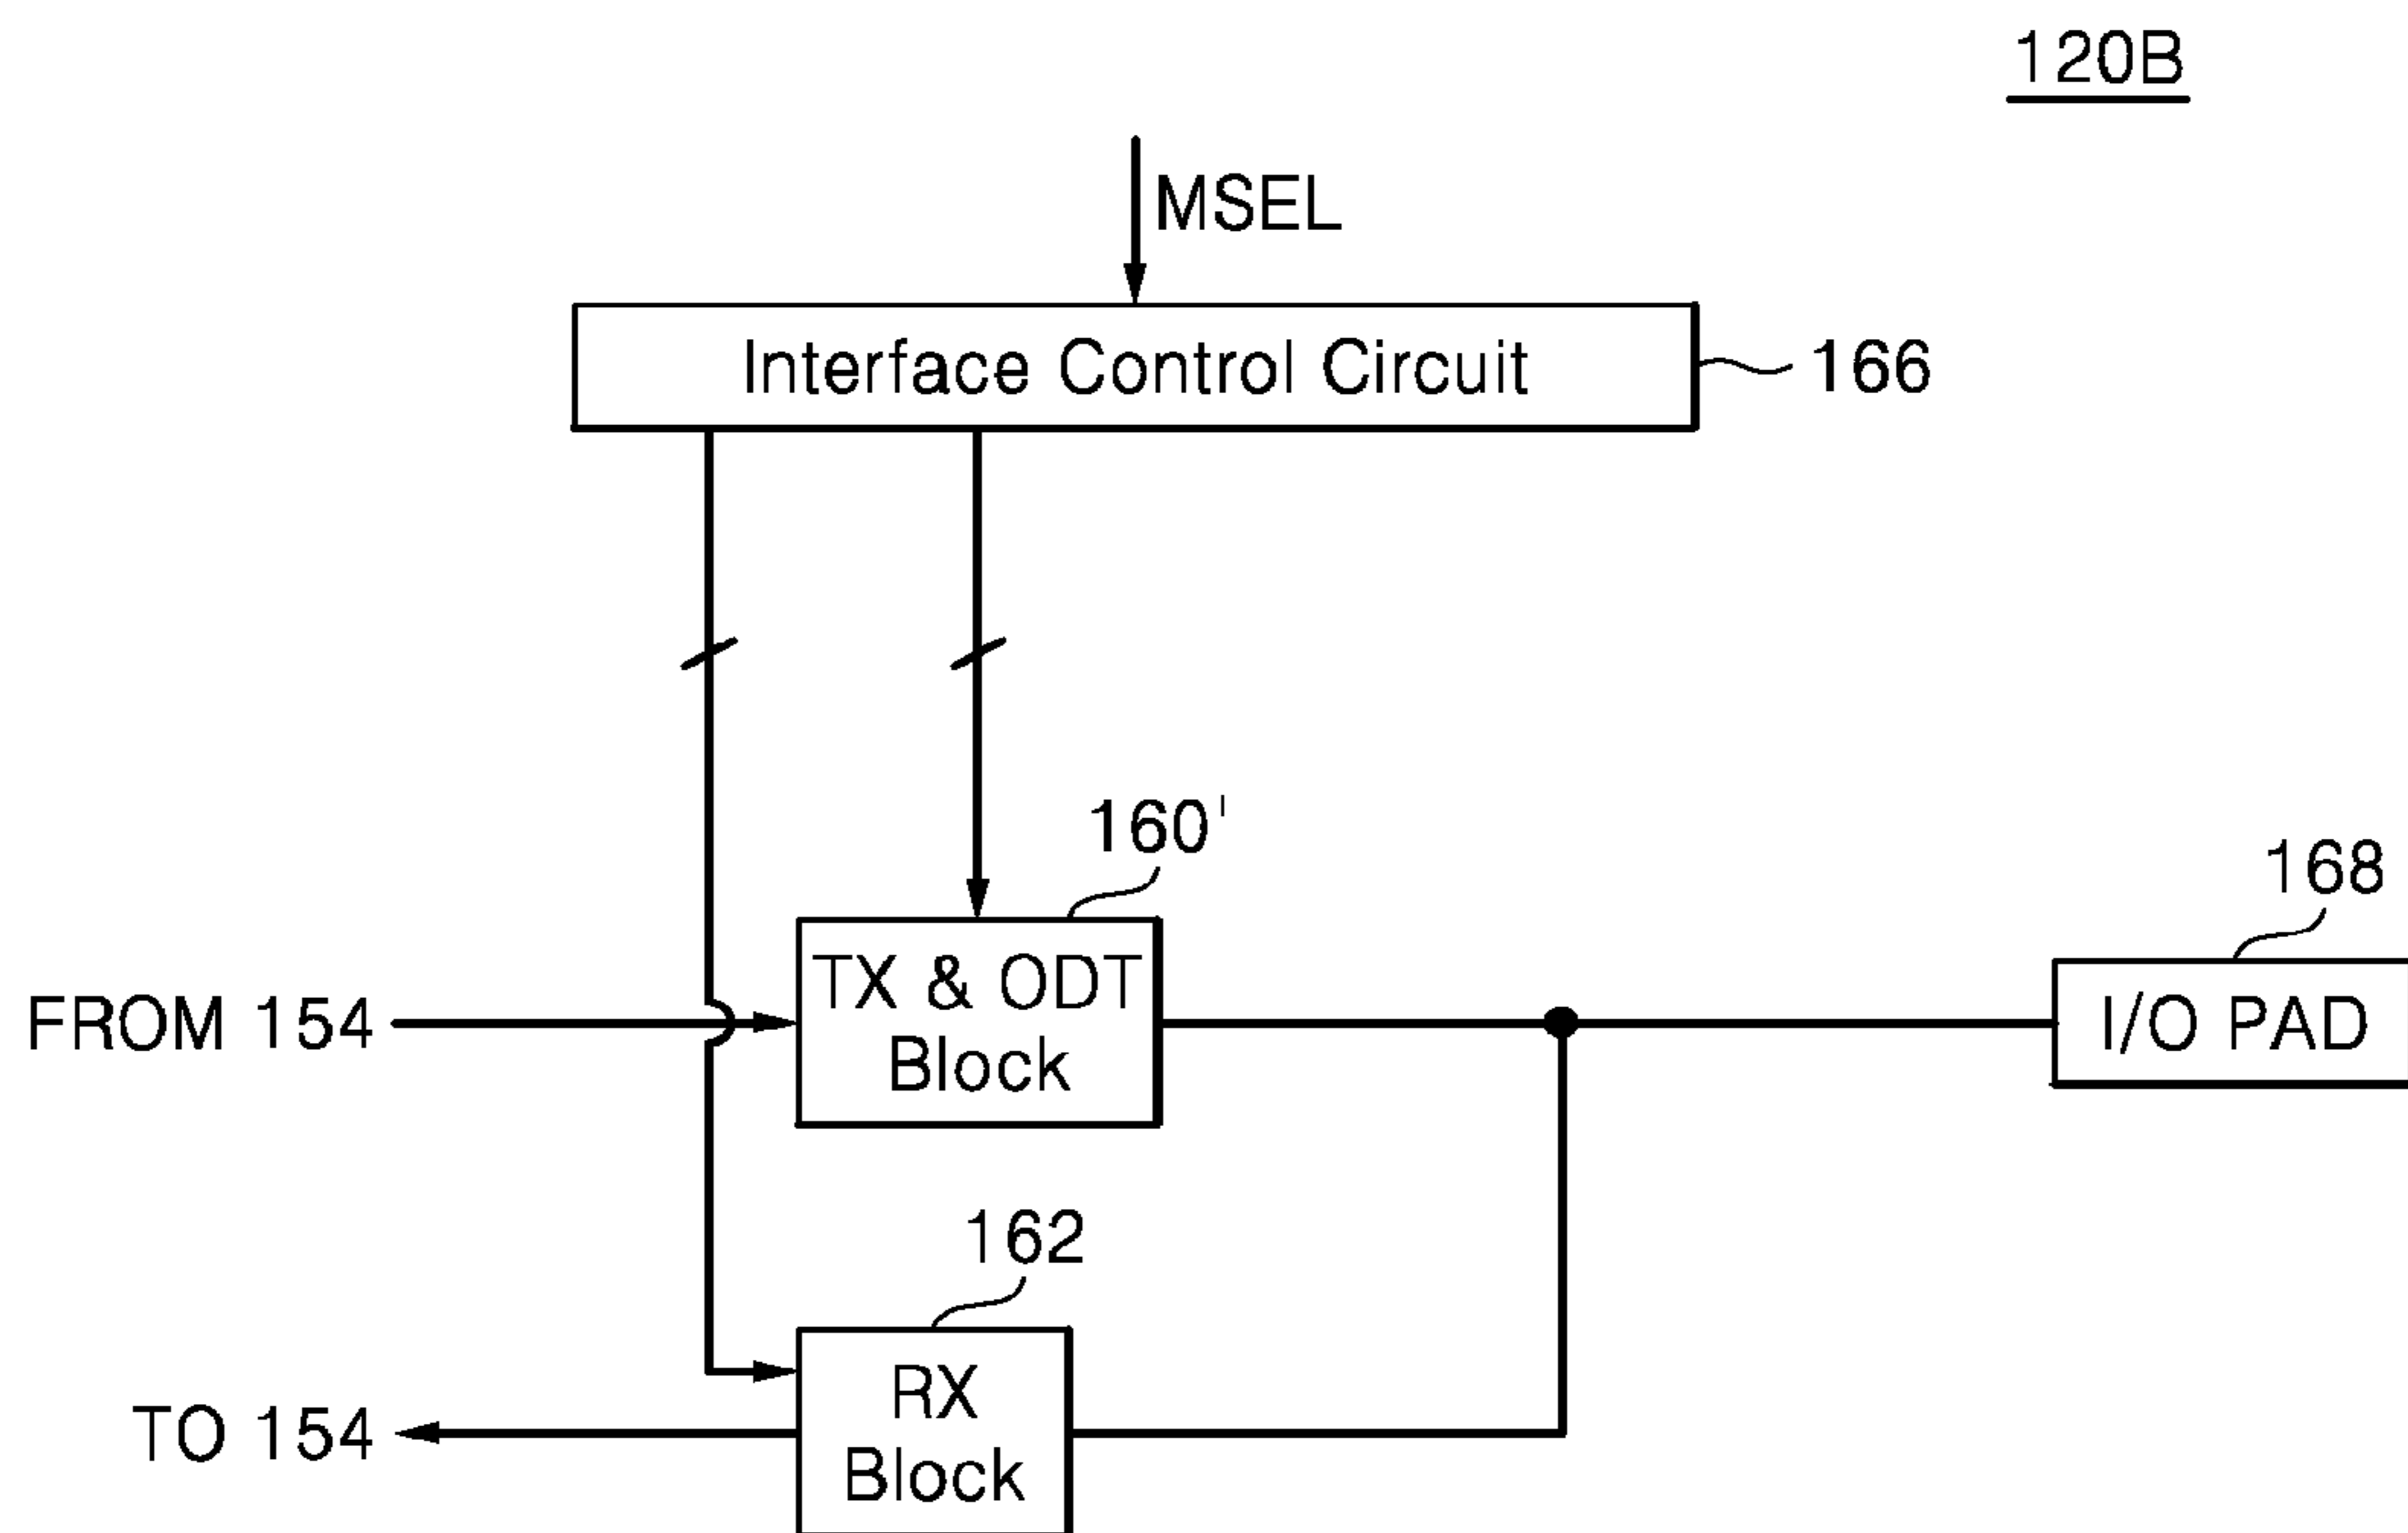 120B
MSEL
Interface Control Circuit
166
160'
168
FROM 154
TX & ODT
Block
I/O PAD
162
TO 154
RX
Block